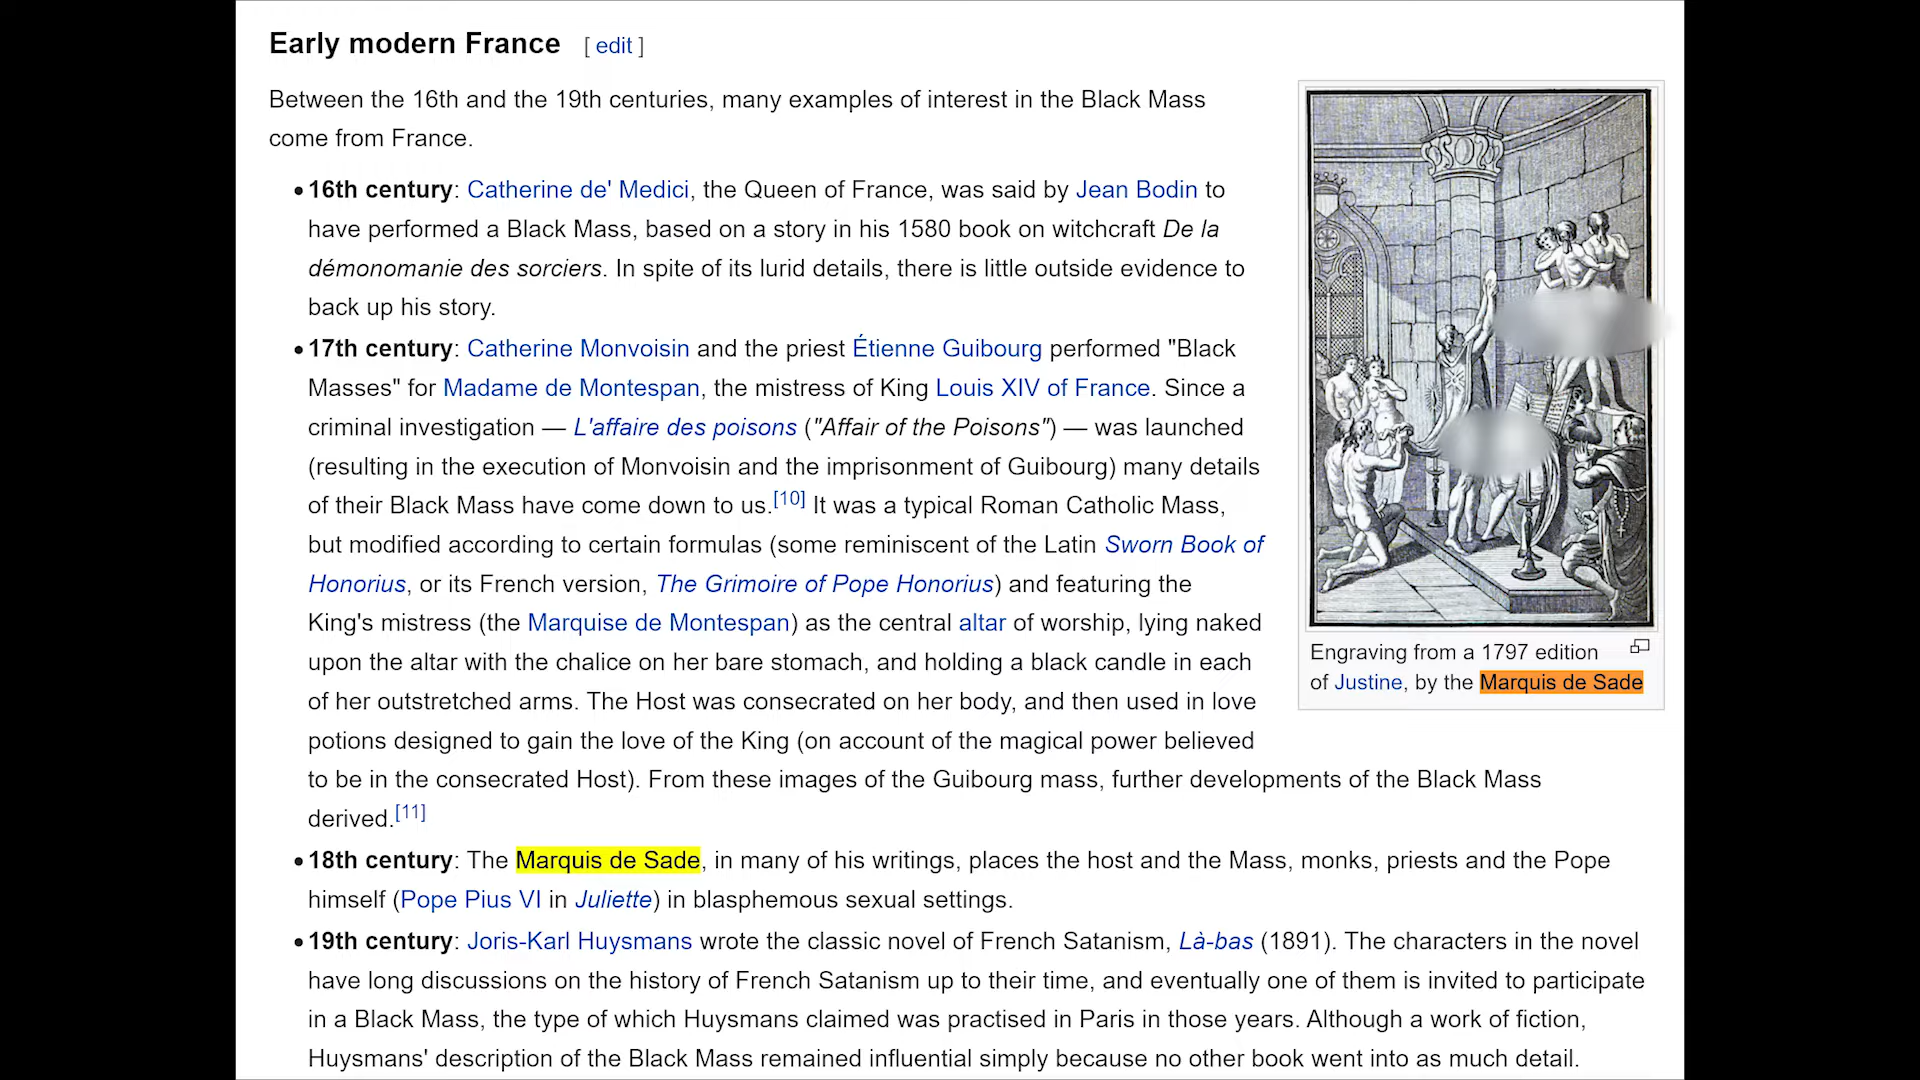 Early modern France [ edit ]
Between the 16th and the 19th centuries, many examples of interest in the Black Mass
come from France.
• 16th century: Catherine de' Medici, the Queen of France, was said by Jean Bodin to
have performed a Black Mass, based on a story in his 1580 book on witchcraft De la
démonomanie des sorciers. In spite of its lurid details, there is little outside evidence to
back up his story.
• 17th century: Catherine Monvoisin and the priest Étienne Guibourg performed "Black
Masses" for Madame de Montespan, the mistress of King Louis XIV of France. Since a
criminal investigation — L'affaire des poisons ("Affair of the Poisons") — was launched
(resulting in the execution of Monvoisin and the imprisonment of Guibourg) many details
of their Black Mass have come down to us.[10] It was a typical Roman Catholic Mass,
but modified according to certain formulas (some reminiscent of the Latin Sworn Book of
Honorius, or its French version, The Grimoire of Pope Honorius) and featuring the
King's mistress (the Marquise de Montespan) as the central altar of worship, lying naked
upon the altar with the chalice on her bare stomach, and holding a black candle in each
of her outstretched arms. The Host was consecrated on her body, and then used in love
potions designed to gain the love of the King (on account of the magical power believed
to be in the consecrated Host). From these images of the Guibourg mass, further developments of the Black Mass
derived.[11]
• 18th century: The Marquis de Sade, in many of his writings, places the host and the Mass, monks, priests and the Pope
himself (Pope Pius VI in Juliette) in blasphemous sexual settings.
• 19th century: Joris-Karl Huysmans wrote the classic novel of French Satanism, Là-bas (1891). The characters in the novel
have long discussions on the history of French Satanism up to their time, and eventually one of them is invited to participate
in a Black Mass, the type of which Huysmans claimed was practised in Paris in those years. Although a work of fiction,
Huysmans' description of the Black Mass remained influential simply because no other book went into as much detail.
Engraving from a 1797 edition
of Justine, by the Marquis de Sade